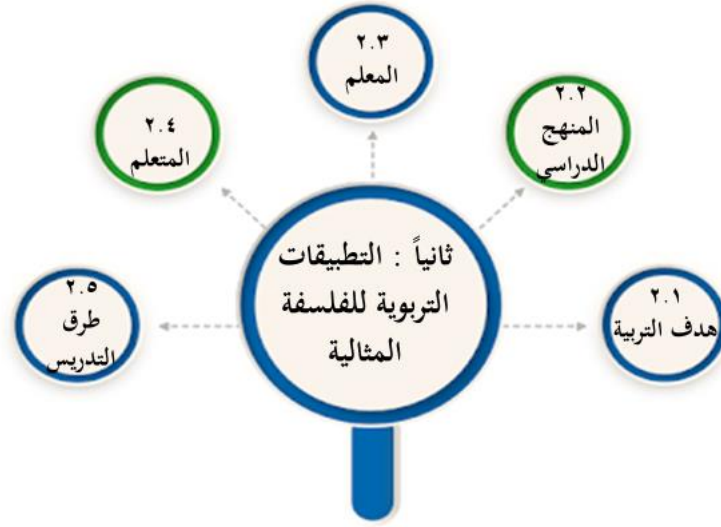 ثانياً : التطبيقات
التربوية للفلسفة
المثالية
٢.١
هدف التربية
٢.٢
المنهج
الدراسي
٢.٣
المعلم
٢.٤
المتعلم
٢.٥
طرق
التدريس